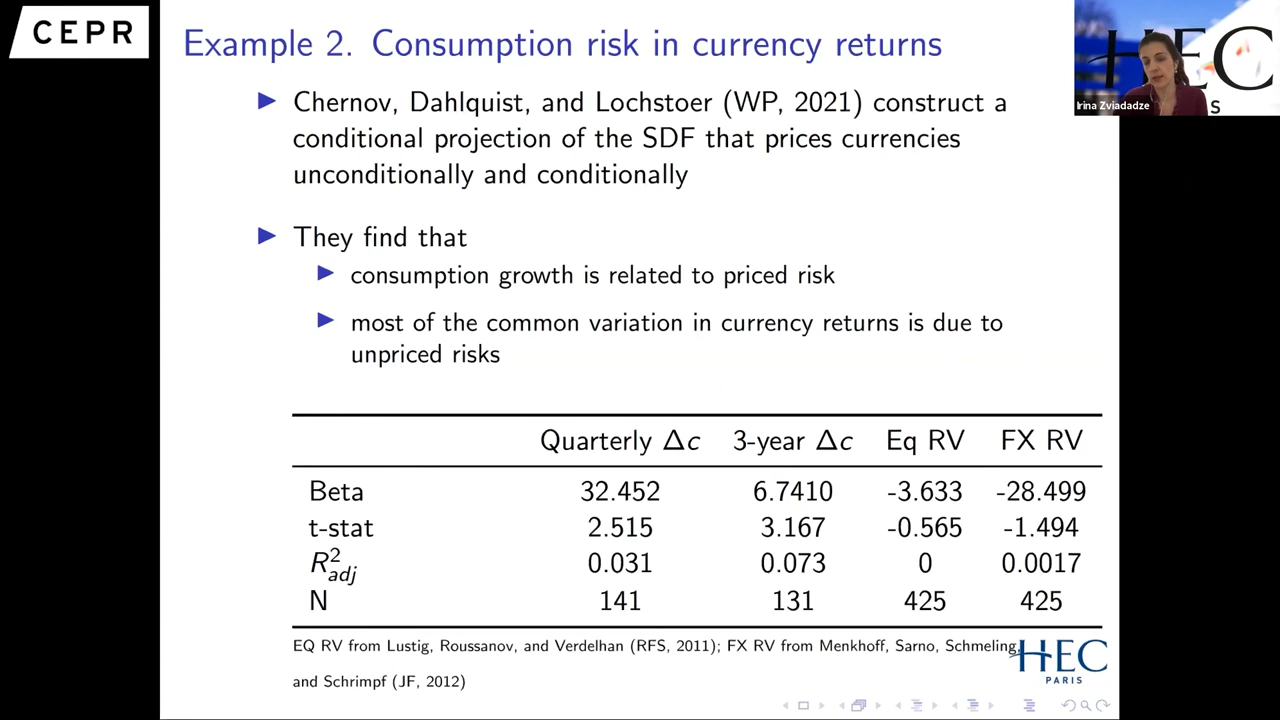 CEPR
Example 2. Consumption risk in currency returns
HEC
S
Irina Zviadadze
Chernov, Dahlquist, and Lochstoer (WP, 2021) construct a
conditional projection of the SDF that prices currencies
unconditionally and conditionally
They find that
consumption growth is related to priced risk
most of the common variation in currency returns is due to
unpriced risks
Quarterly Δc 3-year Δc Eq RV FX RV
Beta 32.452 6.7410 -3.633 -28.499
t-stat 2.515 3.167 -0.565 -1.494
R²adj 0.031 0.073 0 0.0017
N 141 131 425 425
EQ RV from Lustig, Roussanov, and Verdelhan (RFS, 2011); FX RV from Menkhoff, Sarno, Schmeling,
and Schrimpf (JF, 2012)
HEC
PARIS